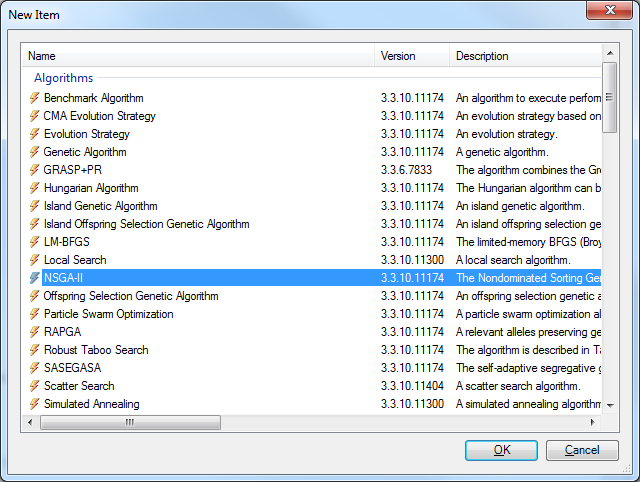 New Item
Name Version Description
Algorithms
Benchmark Algorithm 3.3.10.11174 An algorithm to execute perfom
CMA Evolution Strategy 3.3.10.11174 An evolution strategy based on
Evolution Strategy 3.3.10.11174 An evolution strategy.
Genetic Algorithm 3.3.10.11174 A genetic algorithm.
GRASP+PR 3.3.6.7833 The algorithm combines the Gre
Hungarian Algorithm 3.3.10.11174 The Hungarian algorithm can b
Island Genetic Algorithm 3.3.10.11174 An island genetic algorithm.
Island Offspring Selection Genetic Algorithm 3.3.10.11174 An island offspring selection ge
LM-BFGS 3.3.10.11174 The limited-memory BFGS (Broy
Local Search 3.3.10.11300 A local search algorithm.
NSGA-II 3.3.10.11174 The Nondominated Sorting Ger
Offspring Selection Genetic Algorithm 3.3.10.11174 An offspring selection genetic a
Particle Swarm Optimization 3.3.10.11174 A particle swarm optimization al
RAPGA 3.3.10.11174 A relevant alleles preserving ge
Robust Taboo Search 3.3.10.11174 The algorithm is described in Ta
SASEGASA 3.3.10.11174 The self-adaptive segregative g
Scatter Search 3.3.10.11404 A scatter search algorithm.
Simulated Annealing 3.3.10.11300 A simulated annealing algorithm
OK Cancel